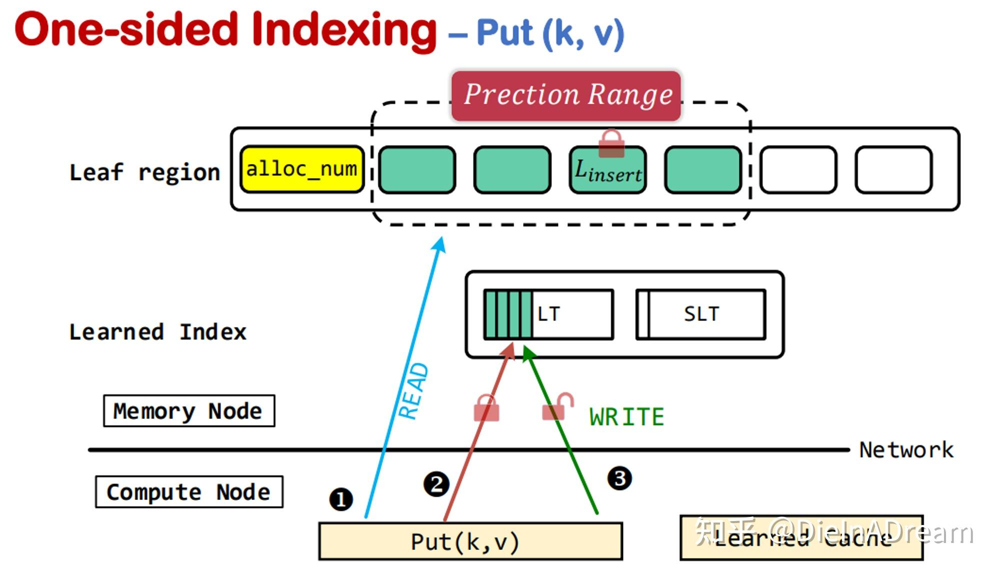 One-sided Indexing – Put (k, v)
Prection Range
Leaf region
alloc_num
Linsert
LT
SLT
Learned Index
READ
Memory Node
WRITE
Network
Compute Node
❶
❷
❸
Put(k,v)
Learned Cache
知乎 @DieInADream